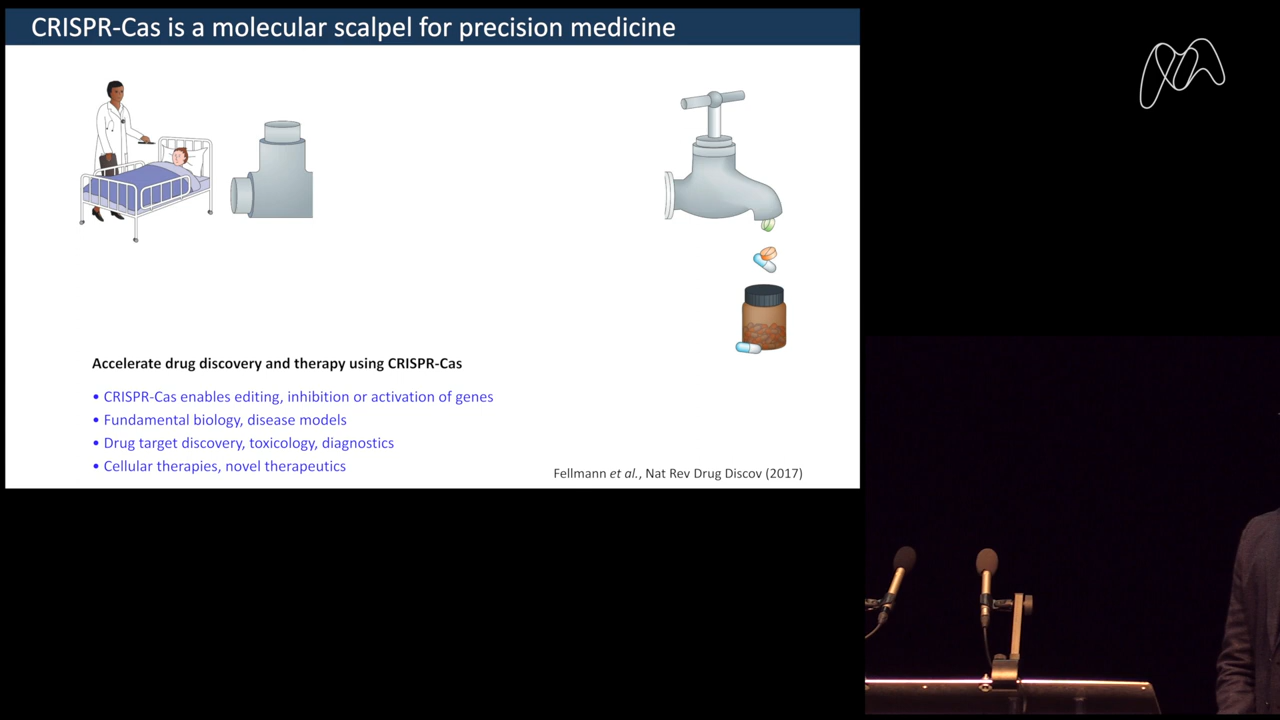 CRISPR-Cas is a molecular scalpel for precision medicine
Accelerate drug discovery and therapy using CRISPR-Cas
• CRISPR-Cas enables editing, inhibition or activation of genes
• Fundamental biology, disease models
• Drug target discovery, toxicology, diagnostics
• Cellular therapies, novel therapeutics
Fellmann et al., Nat Rev Drug Discov (2017)